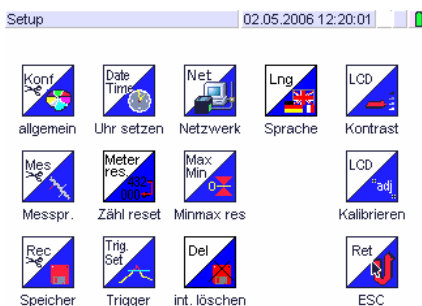 Setup 02.05.2006 12:20:01
Konf Date Time Net Lng LCD
allgemein Uhr setzen Netzwerk Sprache Kontrast
Mes Meter res. 432 000 Max Min LCD "adj"
Messpr. Zähl reset Minmax res Kalibrieren
Rec Trig. Set Del Ret
Speicher Trigger int. löschen ESC